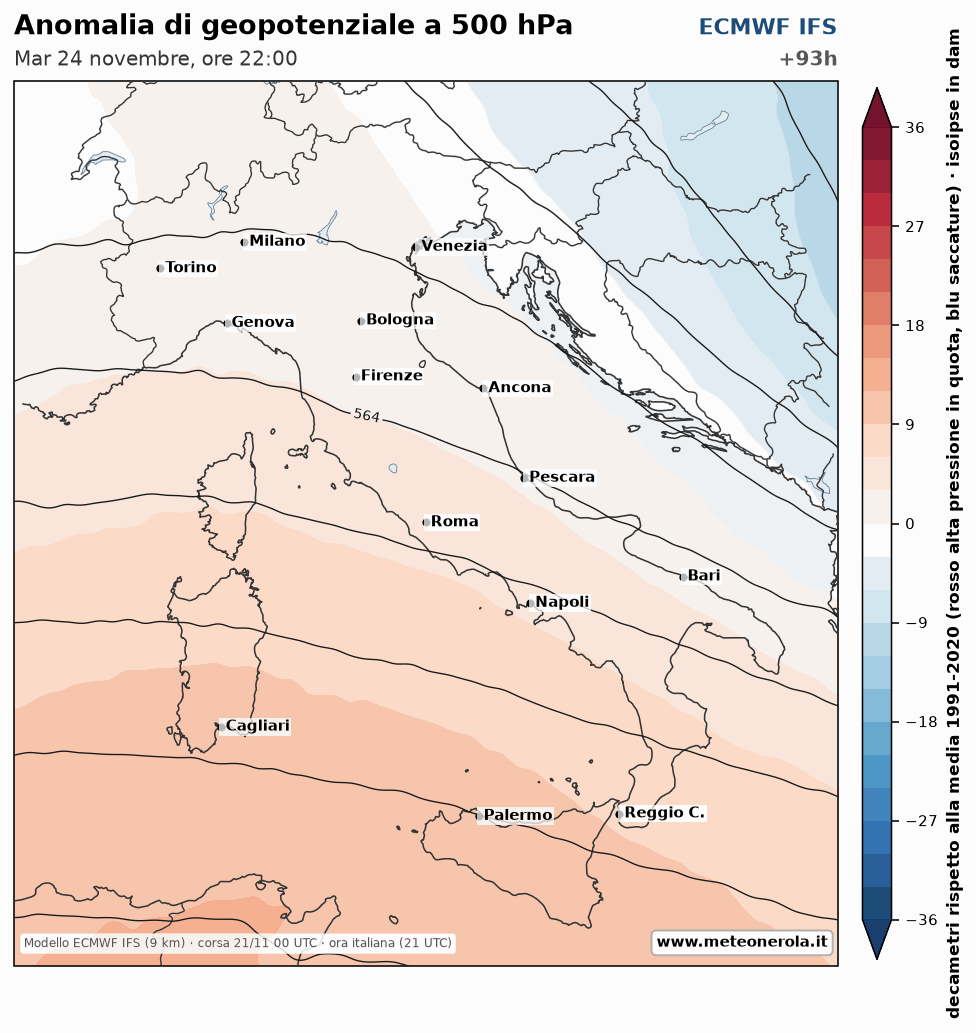 Anomalia di geopotenziale a 500 hPa
ECMWF IFS
Mar 24 novembre, ore 22:00
+93h
Milano
Venezia
Torino
Genova
Bologna
Firenze
Ancona
564
Pescara
Roma
Bari
Napoli
Cagliari
Palermo
Reggio C.
Modello ECMWF IFS (9 km) · corsa 21/11 00 UTC · ora italiana (21 UTC)
www.meteonerola.it
36
27
18
9
0
−9
−18
−27
−36
decametri rispetto alla media 1991-2020 (rosso alta pressione in quota, blu saccature) · isoipse in dam